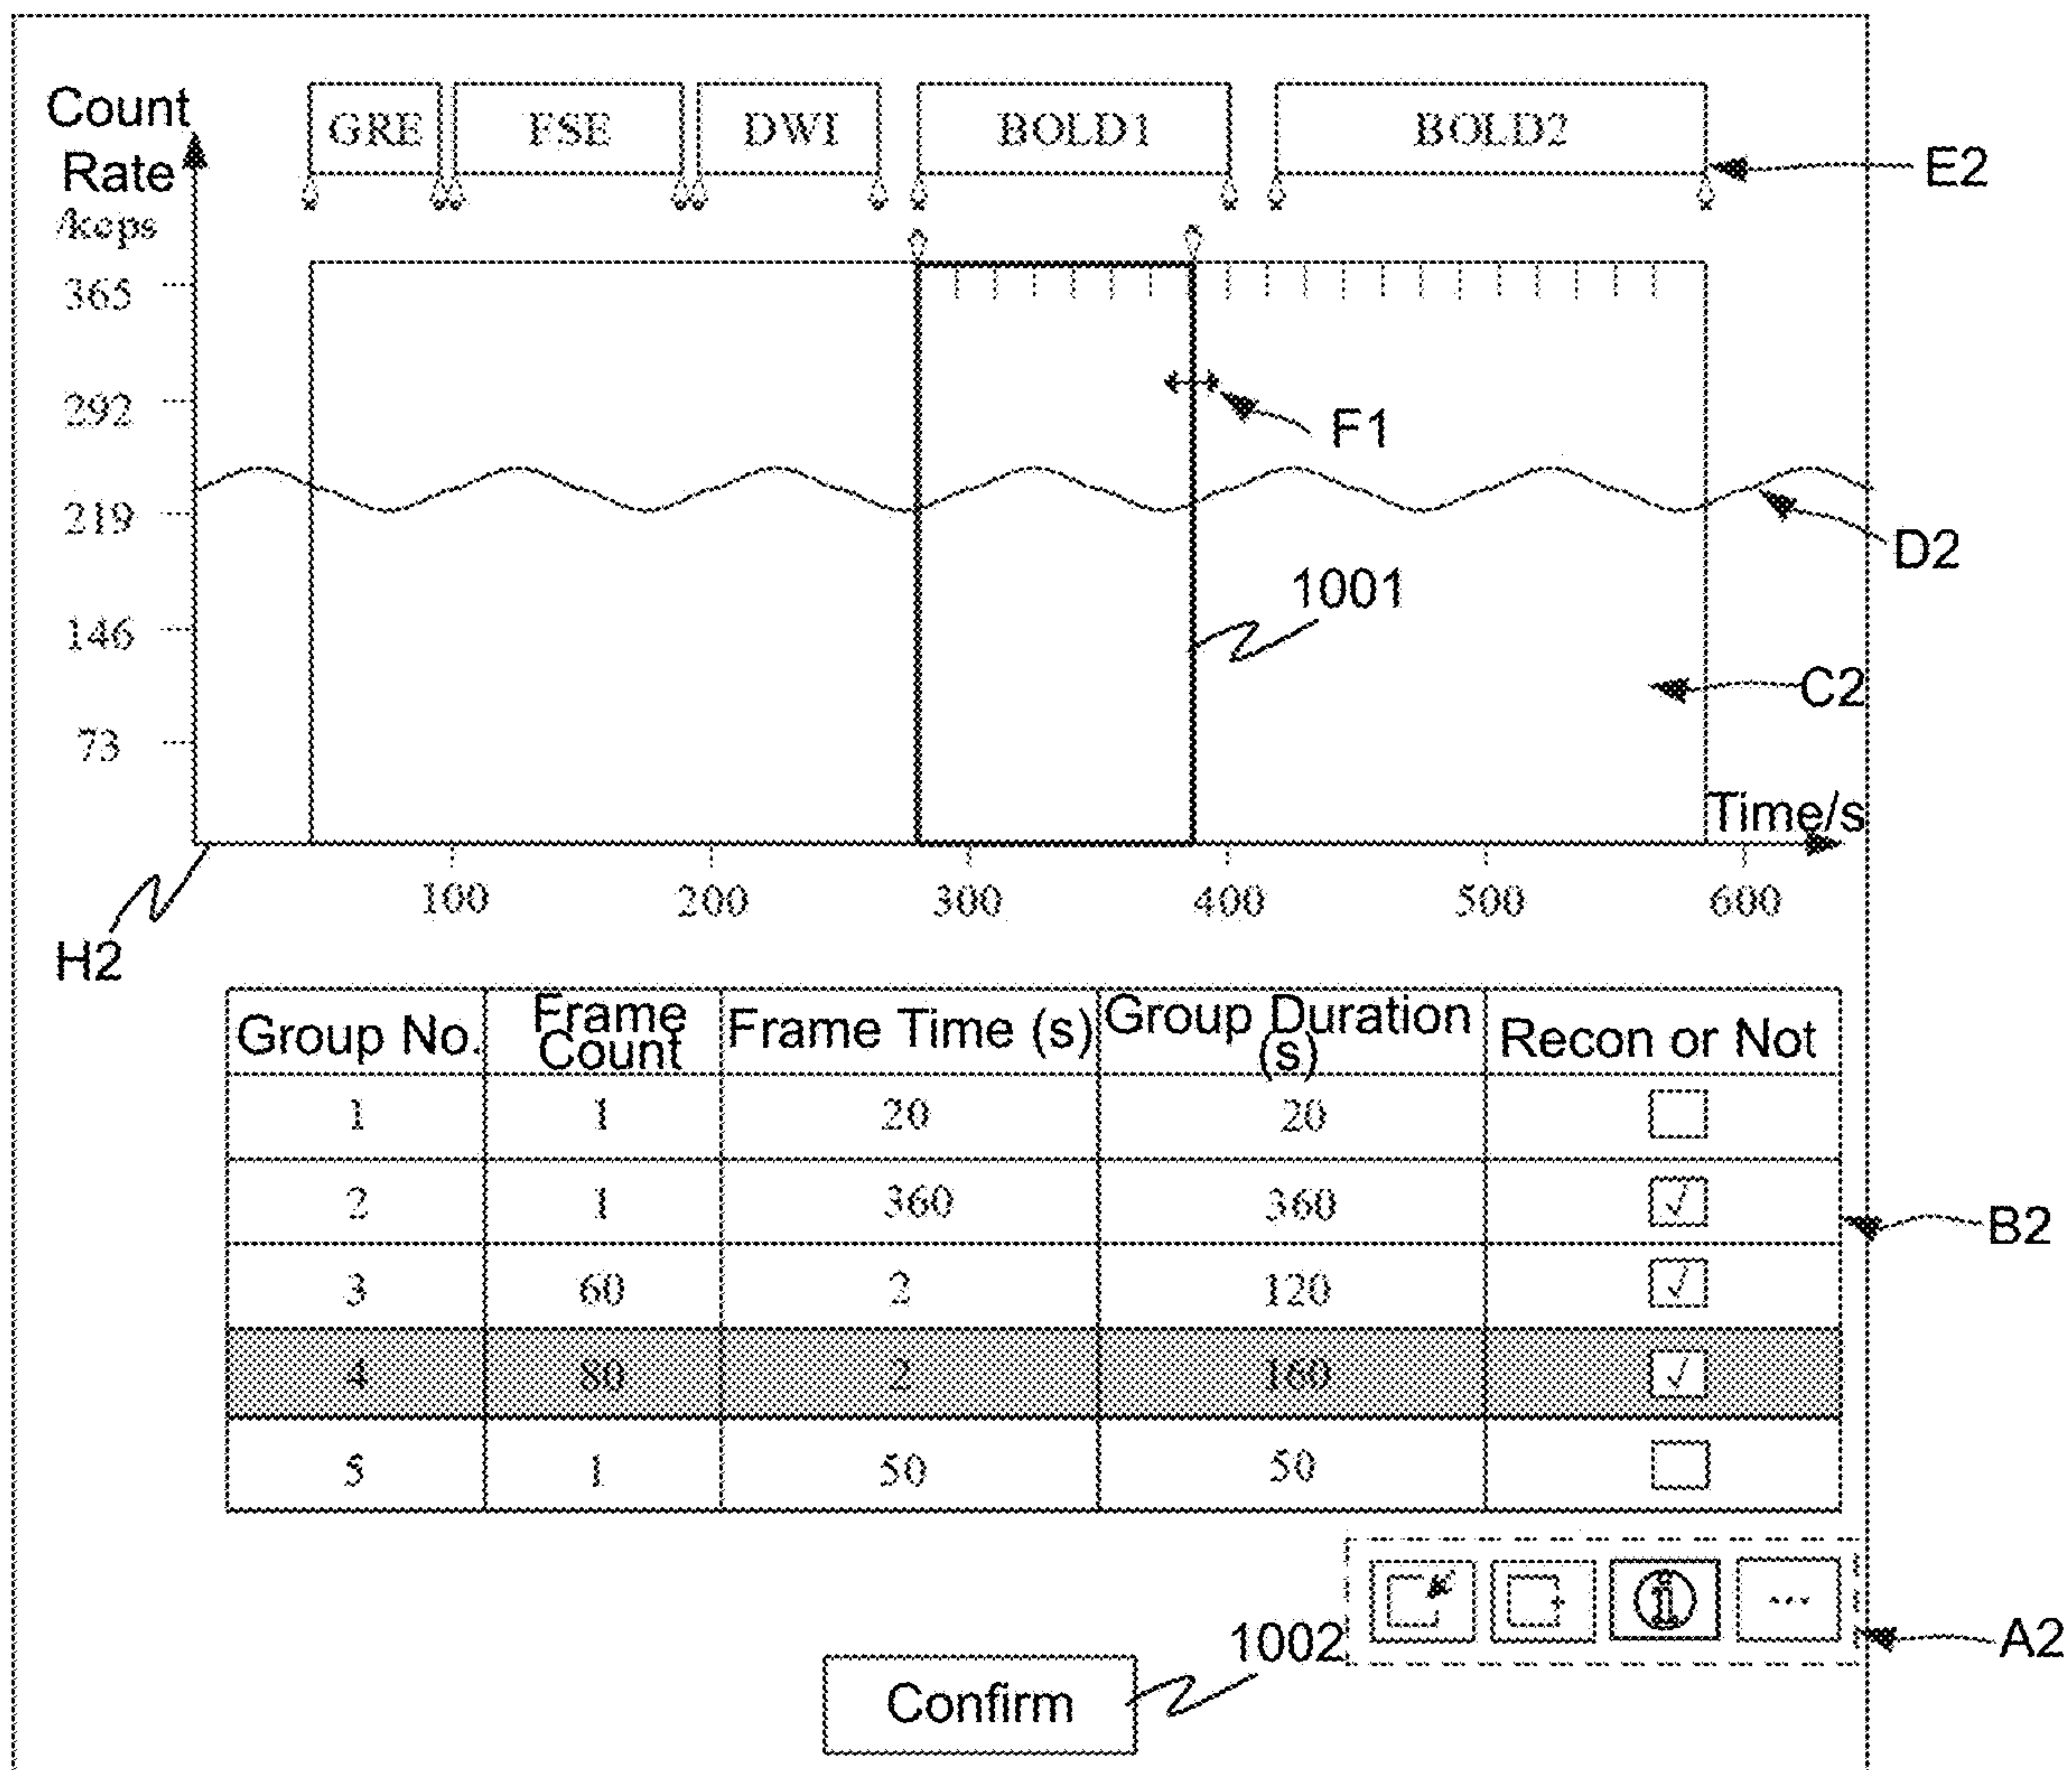 Count
Rate
/kcps
GRE
FSE
DWI
BOLD1
BOLD2
E2
365
292
219
146
73
F1
D2
1001
C2
Time/s
100
200
300
400
500
600
H2
Group No. Frame Count Frame Time (s) Group Duration (s) Recon or Not
1 1 20 20
2 1 360 360 ✓
3 60 2 120 ✓
4 80 2 160 ✓
5 1 50 50
B2
i
...
A2
1002
Confirm